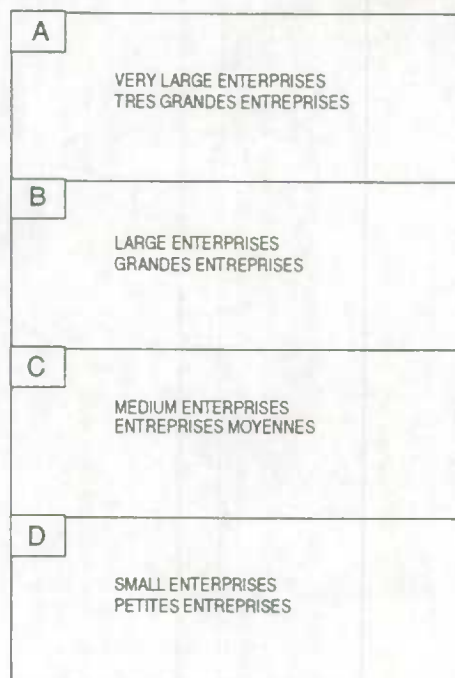 A
VERY LARGE ENTERPRISES
TRES GRANDES ENTREPRISES
B
LARGE ENTERPRISES
GRANDES ENTREPRISES
C
MEDIUM ENTERPRISES
ENTREPRISES MOYENNES
D
SMALL ENTERPRISES
PETITES ENTREPRISES